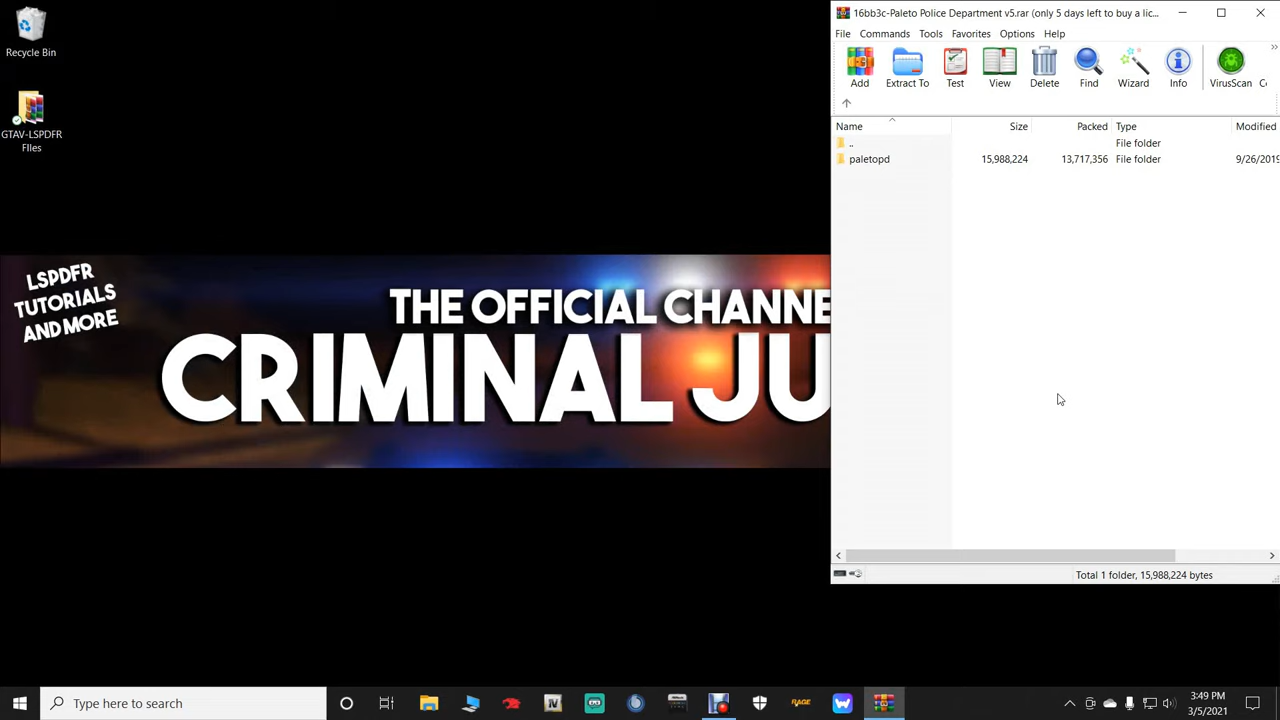 Recycle Bin
GTAV-LSPDFR
FIles
LSPDFR
TUTORIALS
AND MORE
THE OFFICIAL CHANNE
CRIMINAL JU
16bb3c-Paleto Police Department v5.rar (only 5 days left to buy a lic...
File Commands Tools Favorites Options Help
Add Extract To Test View Delete Find Wizard Info VirusScan C
Name Size Packed Type Modified
.. File folder
paletopd 15,988,224 13,717,356 File folder 9/26/2019
Total 1 folder, 15,988,224 bytes
Type here to search
IV
RAGE
3:49 PM
3/5/2021